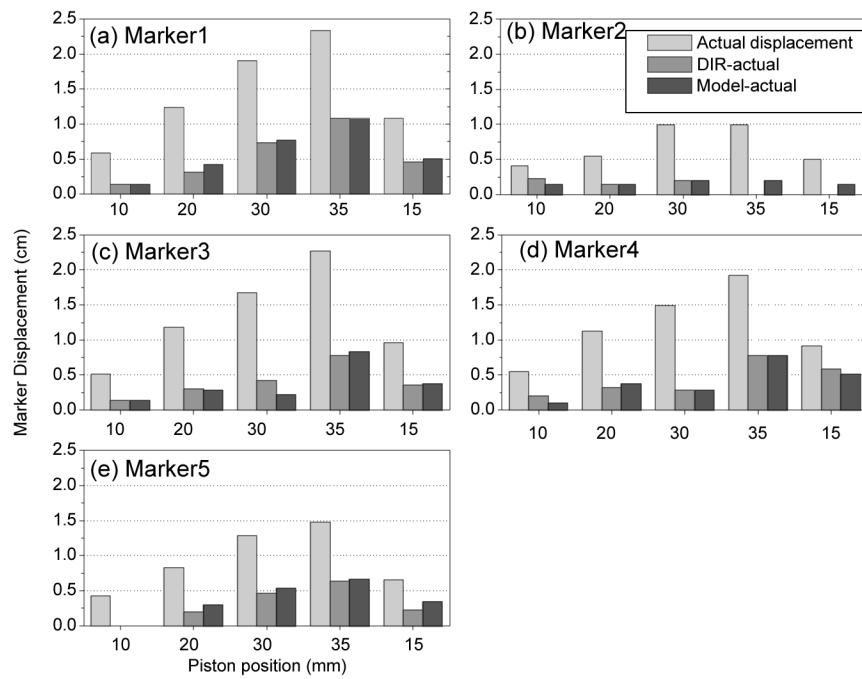 (a) Marker1
2.5
2.0
1.5
1.0
0.5
0.0
10 20 30 35 15
(b) Marker2
2.5
2.0
1.5
1.0
0.5
0.0
10 20 30 35 15
Actual displacement
DIR-actual
Model-actual
(c) Marker3
2.5
2.0
1.5
1.0
0.5
0.0
10 20 30 35 15
(d) Marker4
2.5
2.0
1.5
1.0
0.5
0.0
10 20 30 35 15
(e) Marker5
2.5
2.0
1.5
1.0
0.5
0.0
10 20 30 35 15
Marker Displacement (cm)
Piston position (mm)